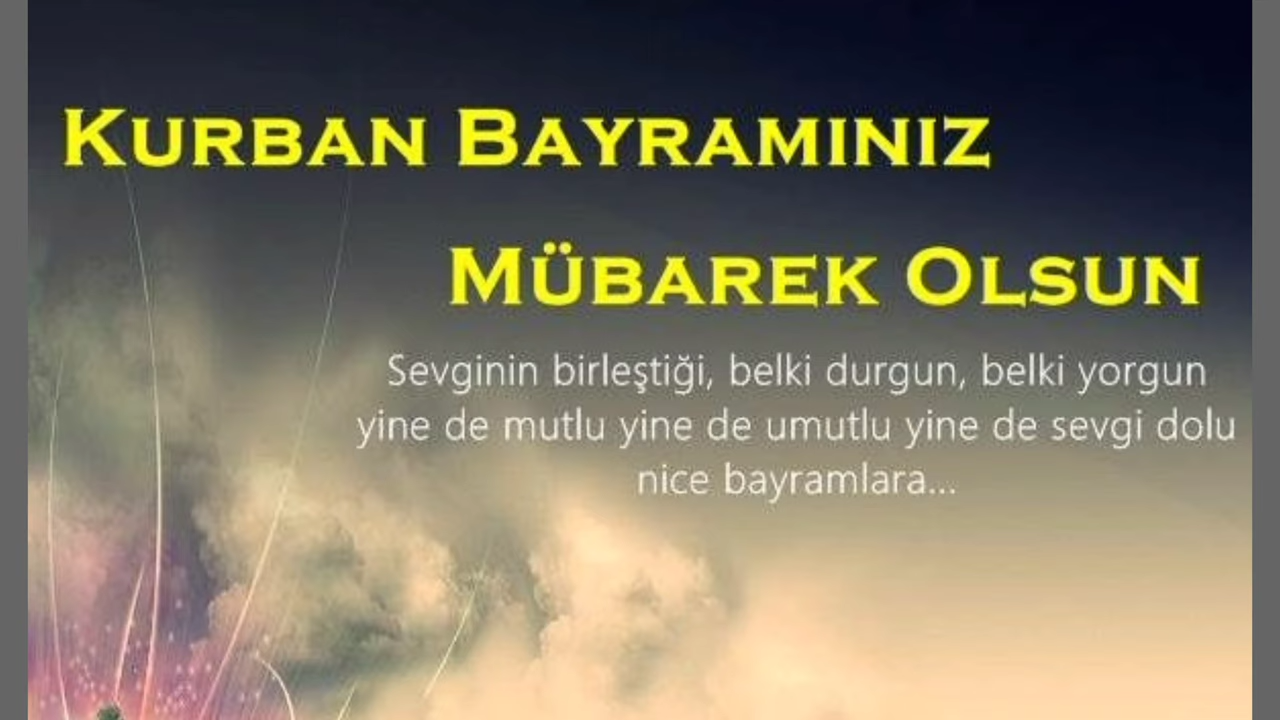 KURBAN BAYRAMINIZ
MÜBAREK OLSUN
Sevginin birleştiği, belki durgun, belki yorgun
yine de mutlu yine de umutlu yine de sevgi dolu
nice bayramlara...